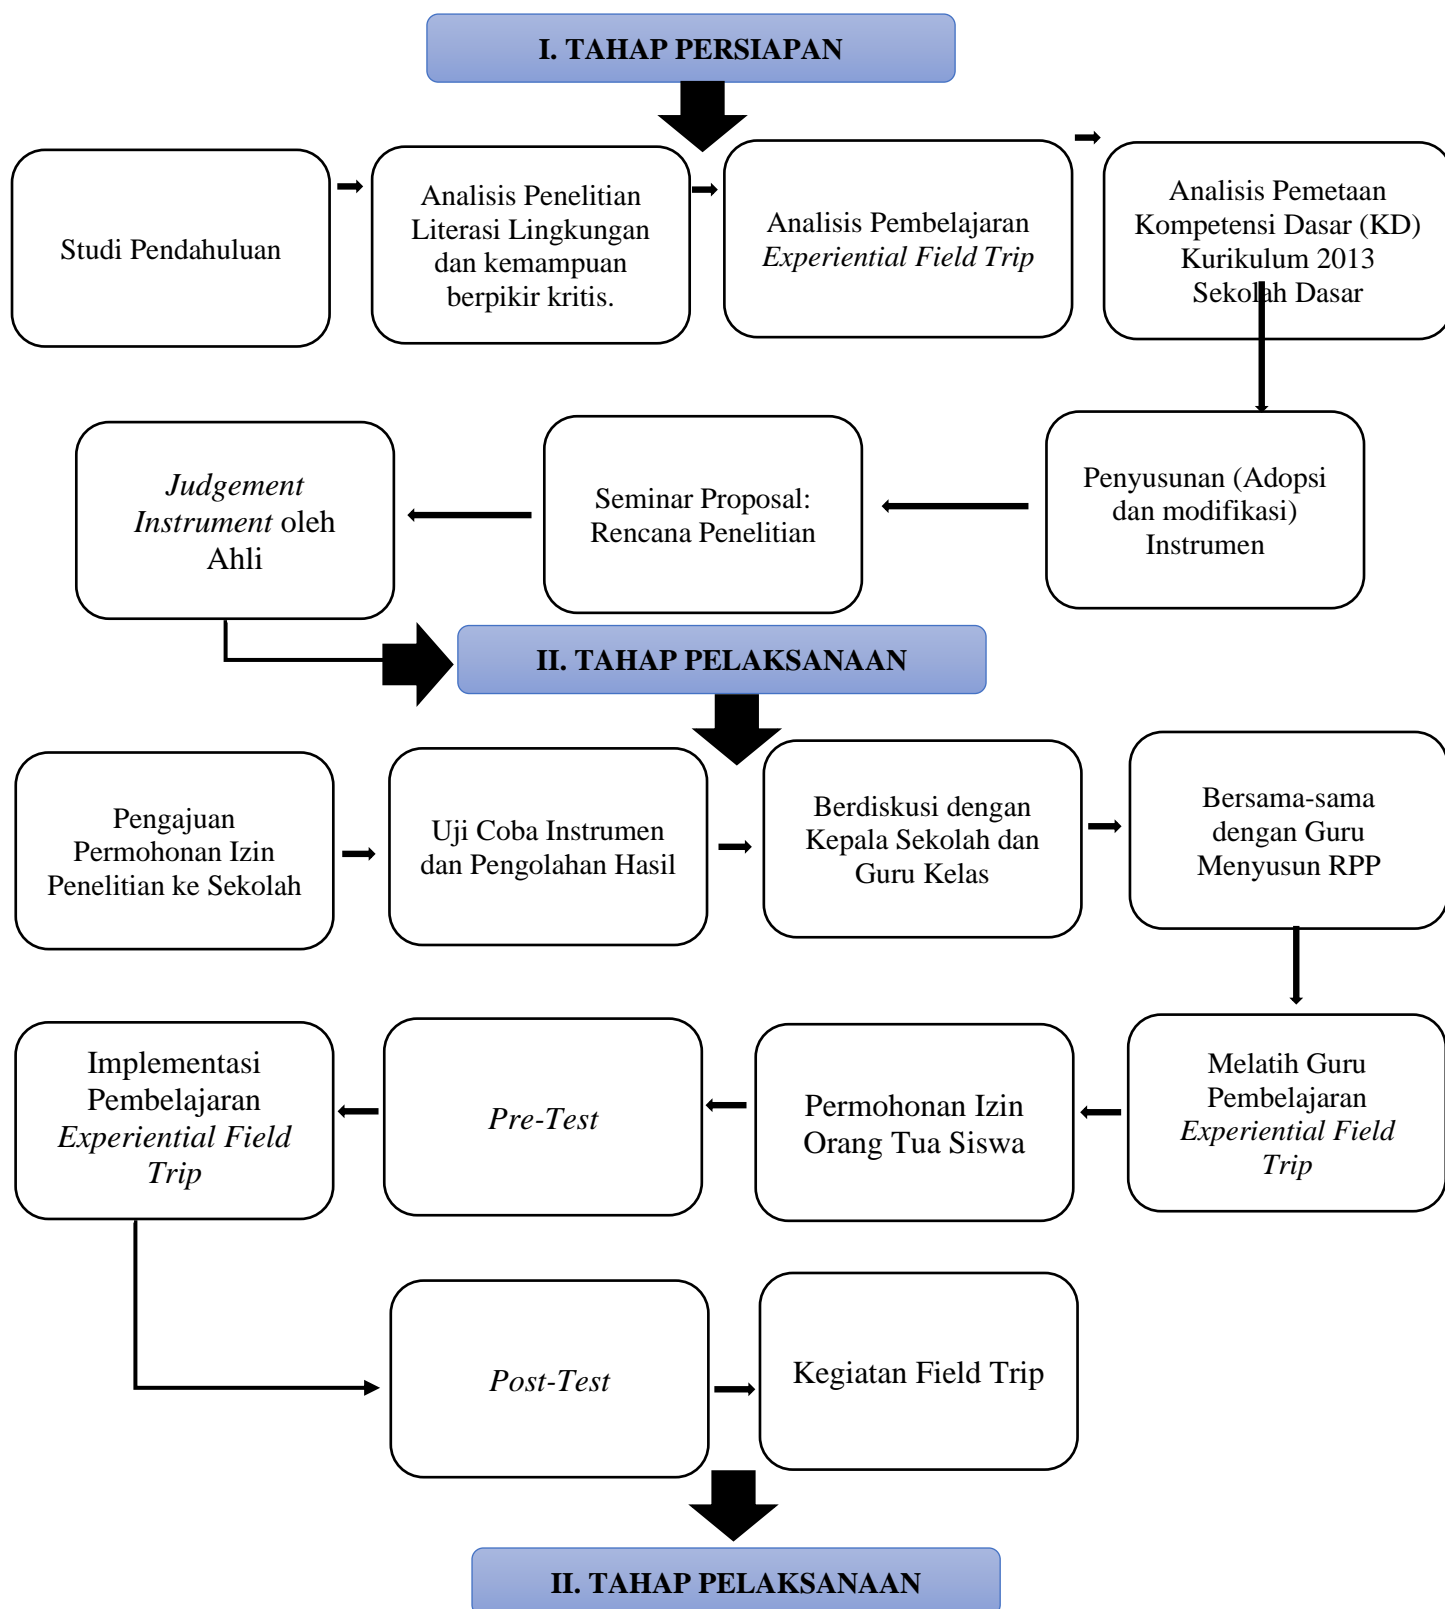 I. TAHAP PERSIAPAN
Studi Pendahuluan
Analisis Penelitian
Literasi Lingkungan
dan kemampuan
berpikir kritis.
Analisis Pembelajaran
Experiential Field Trip
Analisis Pemetaan
Kompetensi Dasar (KD)
Kurikulum 2013
Sekolah Dasar
Penyusunan (Adopsi
dan modifikasi)
Instrumen
Seminar Proposal:
Rencana Penelitian
Judgement
Instrument oleh
Ahli
II. TAHAP PELAKSANAAN
Pengajuan
Permohonan Izin
Penelitian ke Sekolah
Uji Coba Instrumen
dan Pengolahan Hasil
Berdiskusi dengan
Kepala Sekolah dan
Guru Kelas
Bersama-sama
dengan Guru
Menyusun RPP
Melatih Guru
Pembelajaran
Experiential Field
Trip
Permohonan Izin
Orang Tua Siswa
Pre-Test
Implementasi
Pembelajaran
Experiential Field
Trip
Post-Test
Kegiatan Field Trip
II. TAHAP PELAKSANAAN